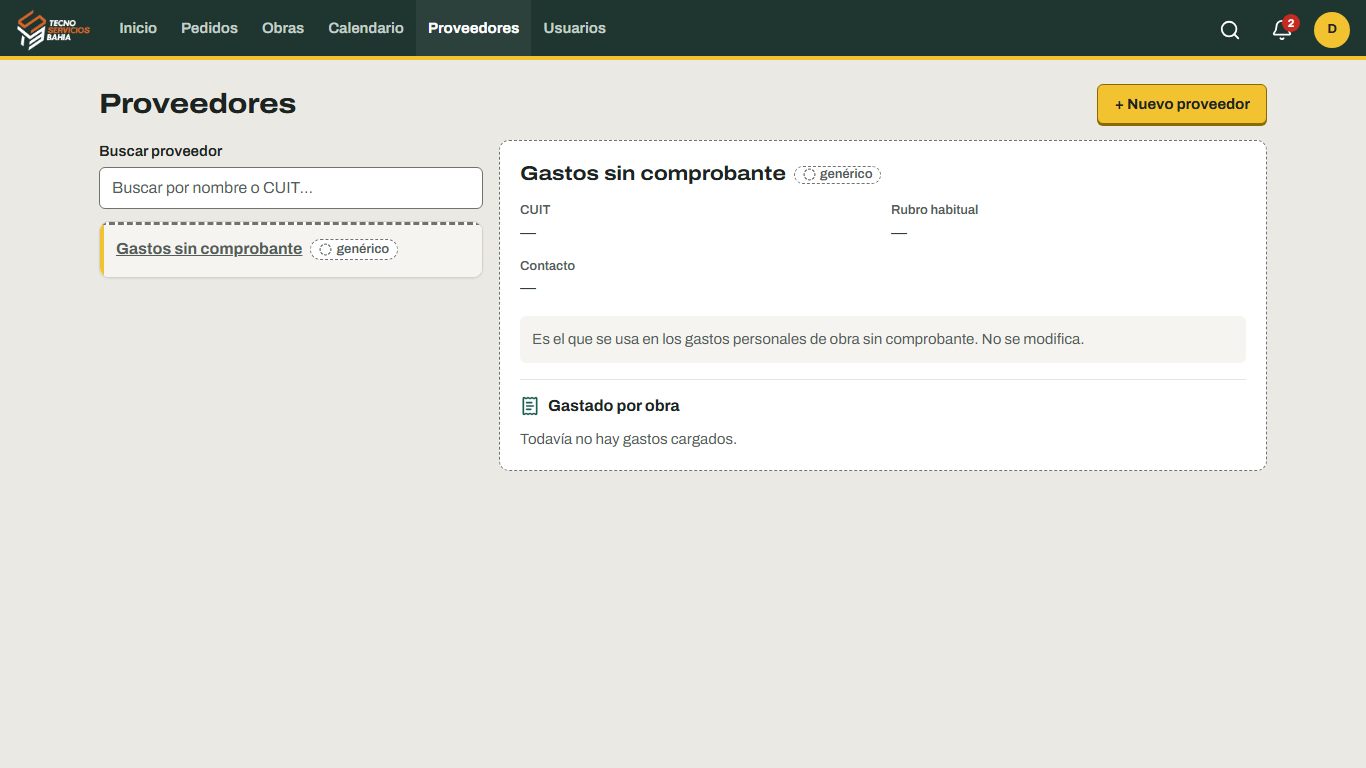 TECNO
SERVICIOS
BAHIA
Inicio
Pedidos
Obras
Calendario
Proveedores
Usuarios
2
D
Proveedores
+ Nuevo proveedor
Buscar proveedor
Buscar por nombre o CUIT...
Gastos sin comprobante
genérico
Gastos sin comprobante
genérico
CUIT
—
Rubro habitual
—
Contacto
—
Es el que se usa en los gastos personales de obra sin comprobante. No se modifica.
Gastado por obra
Todavía no hay gastos cargados.